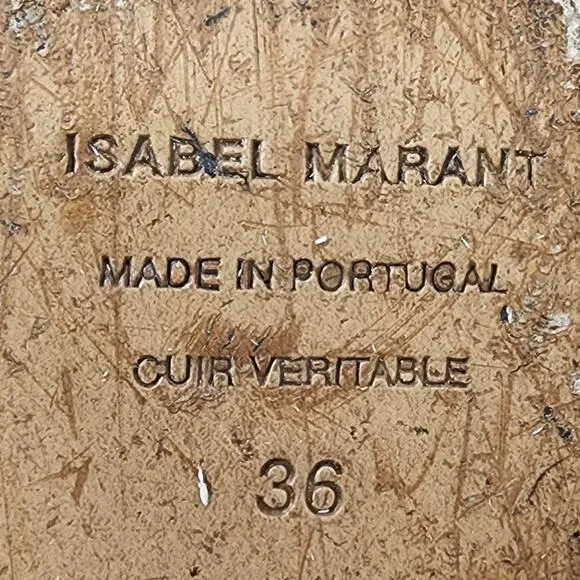 ISABEL MARANT
MADE IN PORTUGAL
CUIR VERITABLE
36